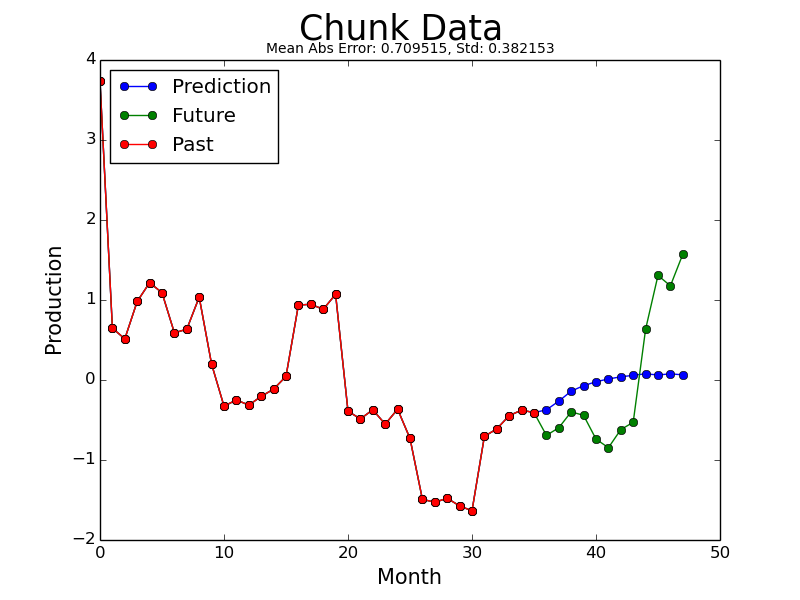 Chunk Data
Mean Abs Error: 0.709515, Std: 0.382153
4
3
2
1
0
−1
−2
Production
Prediction
Future
Past
0 10 20 30 40 50
Month